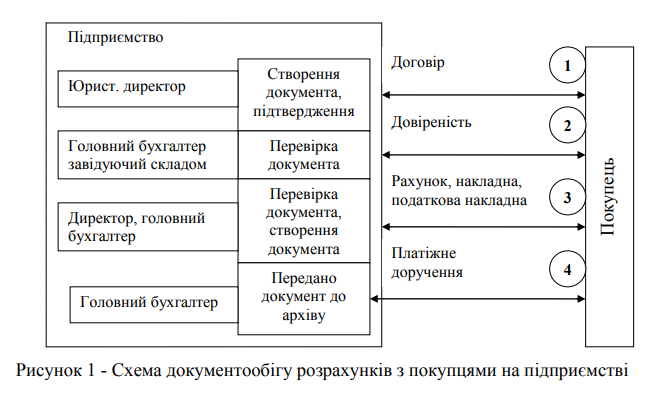 Підприємство
Юрист. директор
Створення
документа,
підтвердження
Договір
1
Головний бухгалтер
завідуючий складом
Перевірка
документа
Довіреність
2
Директор, головний
бухгалтер
Перевірка
документа,
створення
документа
Рахунок, накладна,
податкова накладна
3
Головний бухгалтер
Передано
документ до
архіву
Платіжне
доручення
4
Покупець
Рисунок 1 - Схема документообігу розрахунків з покупцями на підприємстві